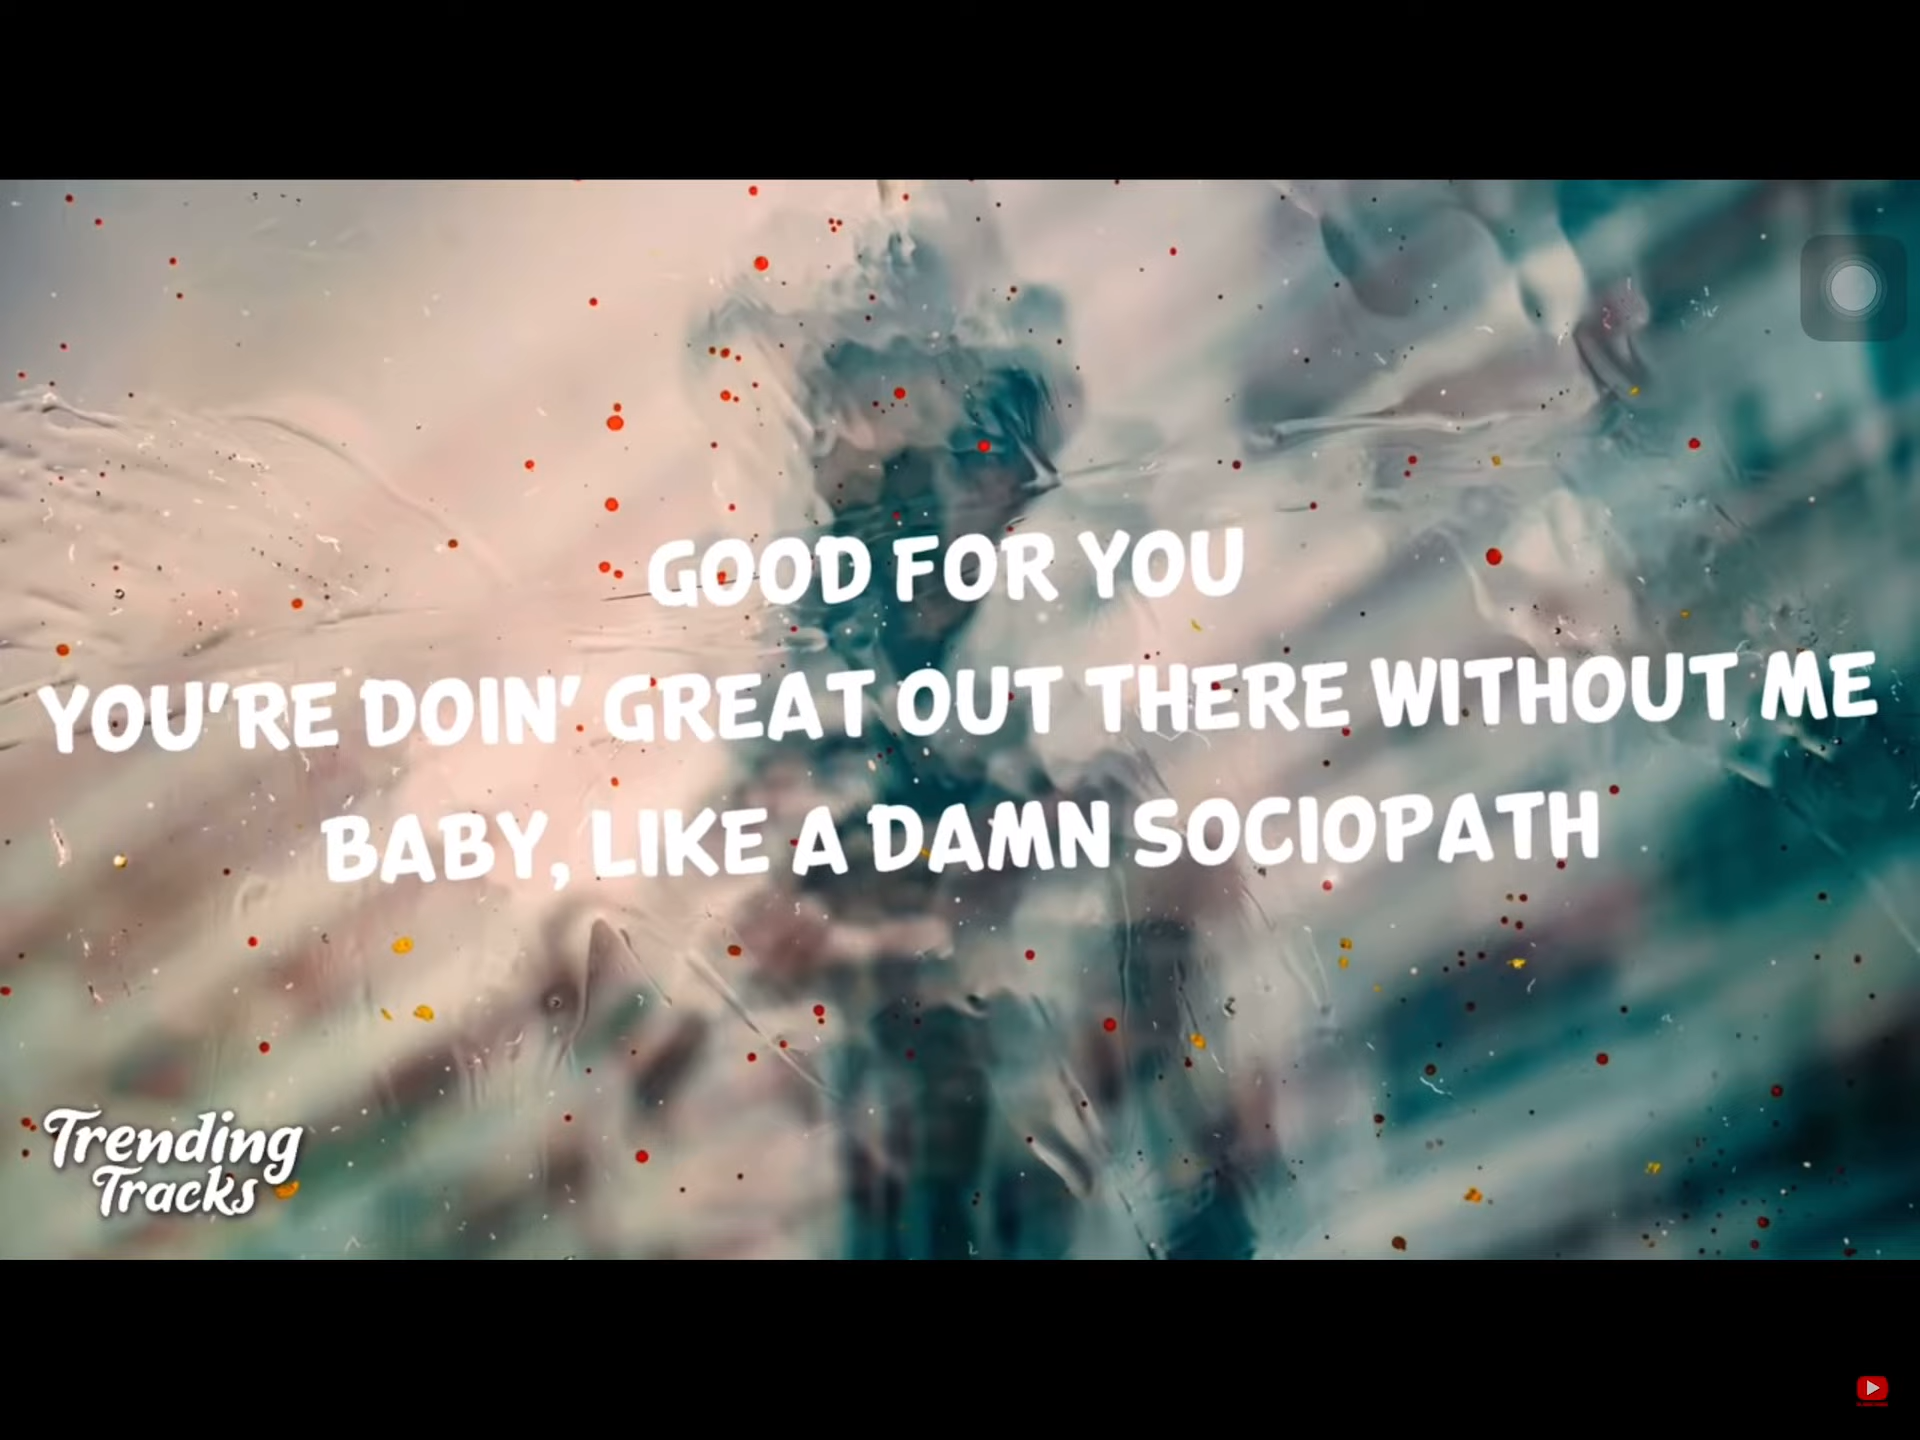 GOOD FOR YOU
YOU'RE DOIN' GREAT OUT THERE WITHOUT ME
BABY, LIKE A DAMN SOCIOPATH
Trending
Tracks